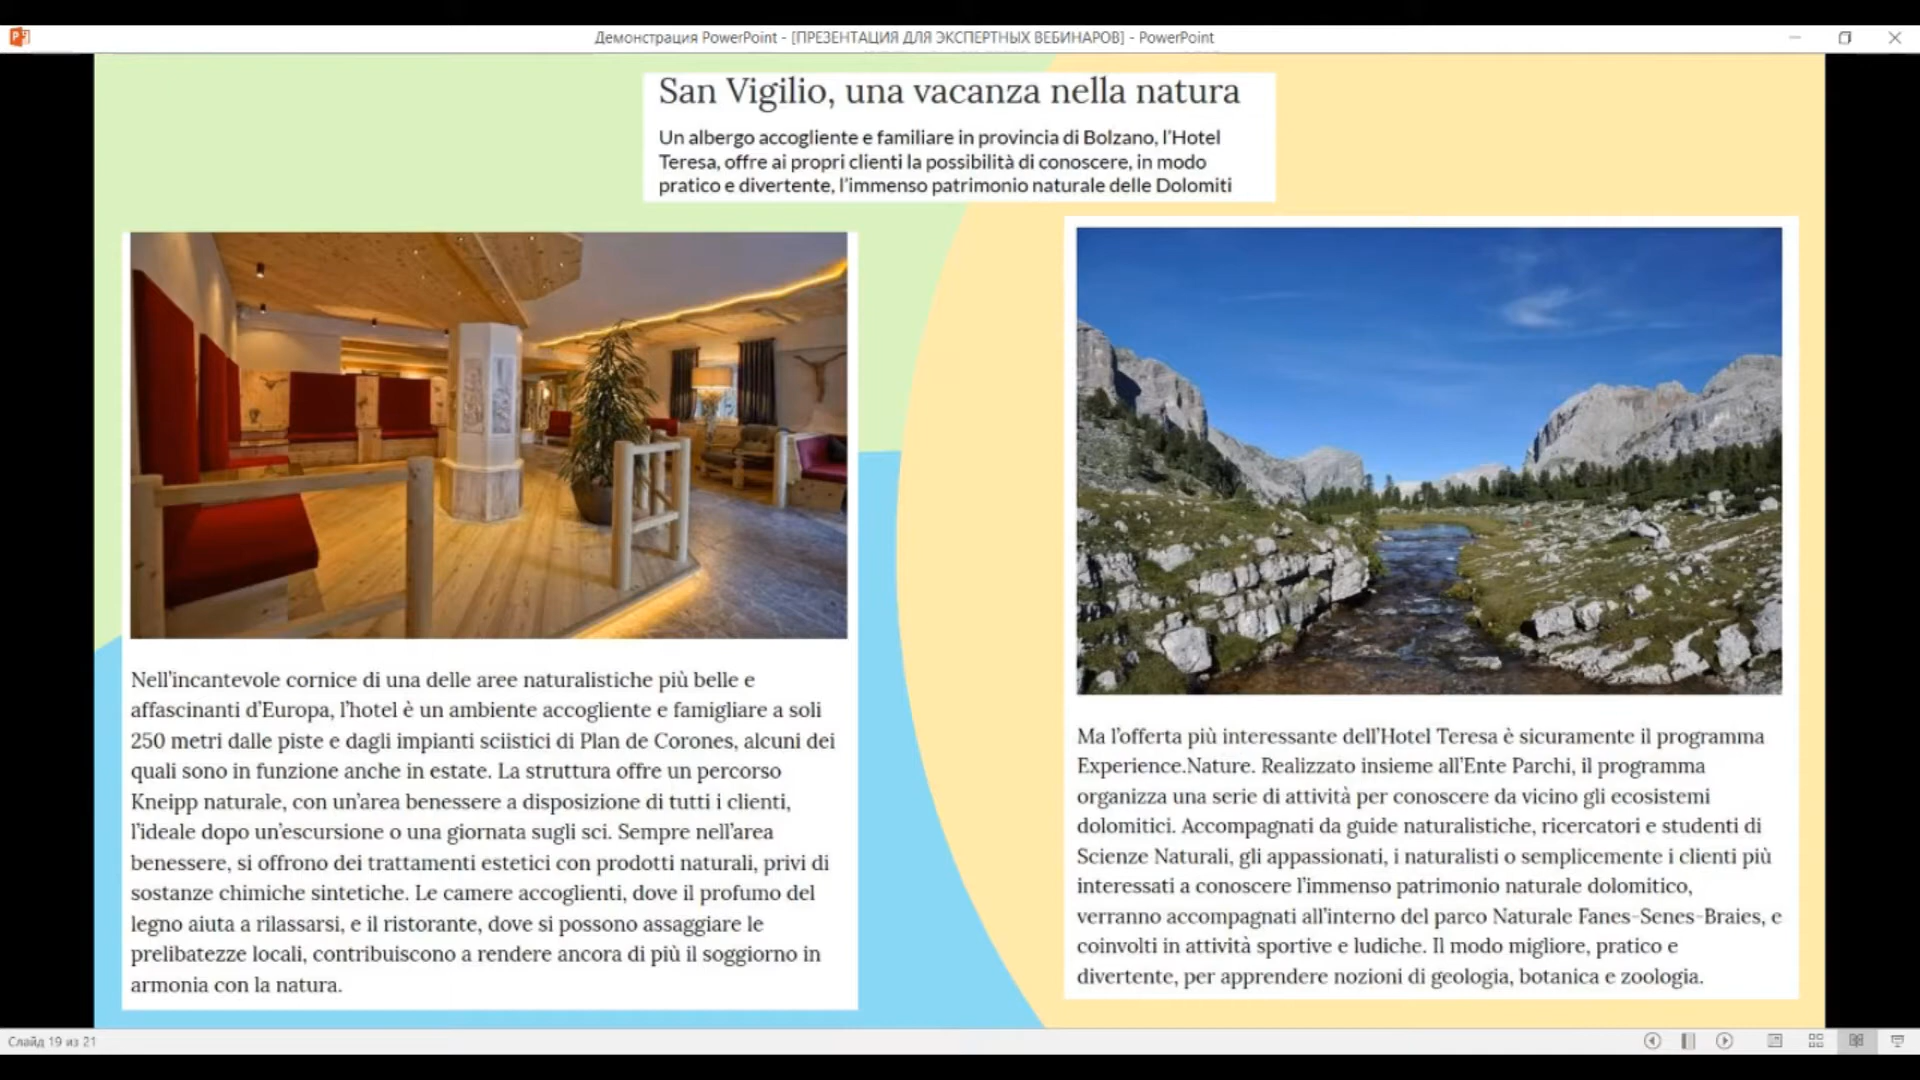 Демонстрация PowerPoint - [ПРЕЗЕНТАЦИЯ ДЛЯ ЭКСПЕРТНЫХ ВЕБИНАРОВ] - PowerPoint
San Vigilio, una vacanza nella natura
Un albergo accogliente e familiare in provincia di Bolzano, l'Hotel
Teresa, offre ai propri clienti la possibilità di conoscere, in modo
pratico e divertente, l'immenso patrimonio naturale delle Dolomiti
Nell'incantevole cornice di una delle aree naturalistiche più belle e
affascinanti d'Europa, l'hotel è un ambiente accogliente e famigliare a soli
250 metri dalle piste e dagli impianti sciistici di Plan de Corones, alcuni dei
quali sono in funzione anche in estate. La struttura offre un percorso
Kneipp naturale, con un'area benessere a disposizione di tutti i clienti,
l'ideale dopo un'escursione o una giornata sugli sci. Sempre nell'area
benessere, si offrono dei trattamenti estetici con prodotti naturali, privi di
sostanze chimiche sintetiche. Le camere accoglienti, dove il profumo del
legno aiuta a rilassarsi, e il ristorante, dove si possono assaggiare le
prelibatezze locali, contribuiscono a rendere ancora di più il soggiorno in
armonia con la natura.
Ma l'offerta più interessante dell'Hotel Teresa è sicuramente il programma
Experience.Nature. Realizzato insieme all'Ente Parchi, il programma
organizza una serie di attività per conoscere da vicino gli ecosistemi
dolomitici. Accompagnati da guide naturalistiche, ricercatori e studenti di
Scienze Naturali, gli appassionati, i naturalisti o semplicemente i clienti più
interessati a conoscere l'immenso patrimonio naturale dolomitico,
verranno accompagnati all'interno del parco Naturale Fanes-Senes-Braies, e
coinvolti in attività sportive e ludiche. Il modo migliore, pratico e
divertente, per apprendere nozioni di geologia, botanica e zoologia.
Слайд 19 из 21